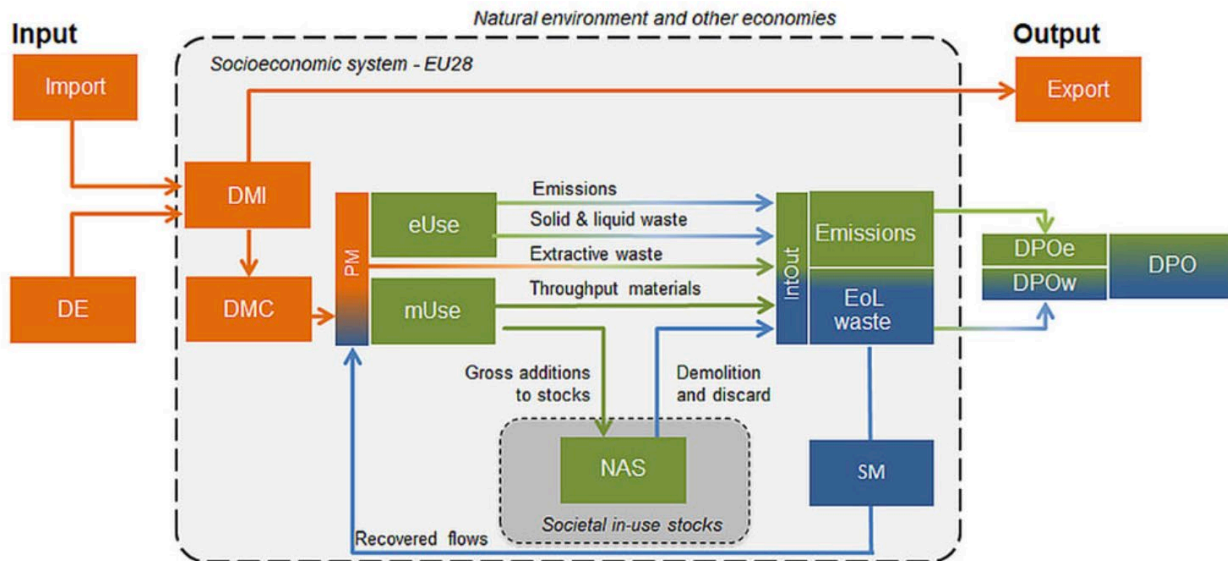 Natural environment and other economies
Input
Output
Socioeconomic system - EU28
Import
Export
DMI
Emissions
eUse
Solid & liquid waste
Emissions
PM
Extractive waste
IntOut
DPOe
DPO
DE
DMC
mUse
Throughput materials
EoL
waste
DPOw
Gross additions
to stocks
Demolition
and discard
NAS
SM
Societal in-use stocks
Recovered flows